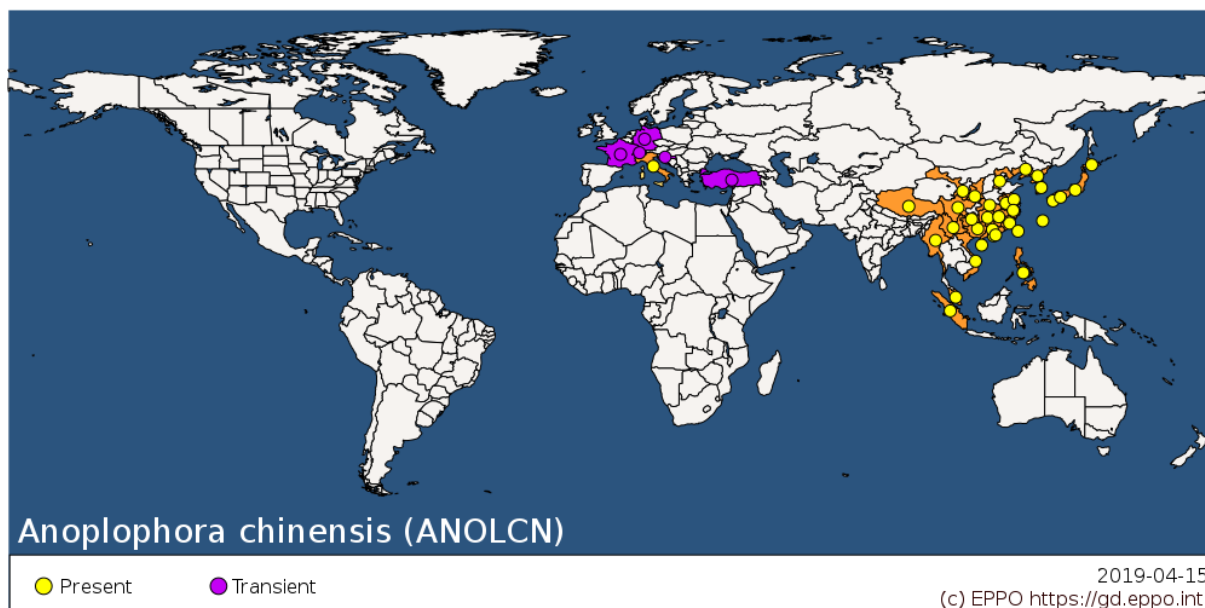 Anoplophora chinensis (ANOLCN)
Present
Transient
2019-04-15
(c) EPPO https://gd.eppo.int